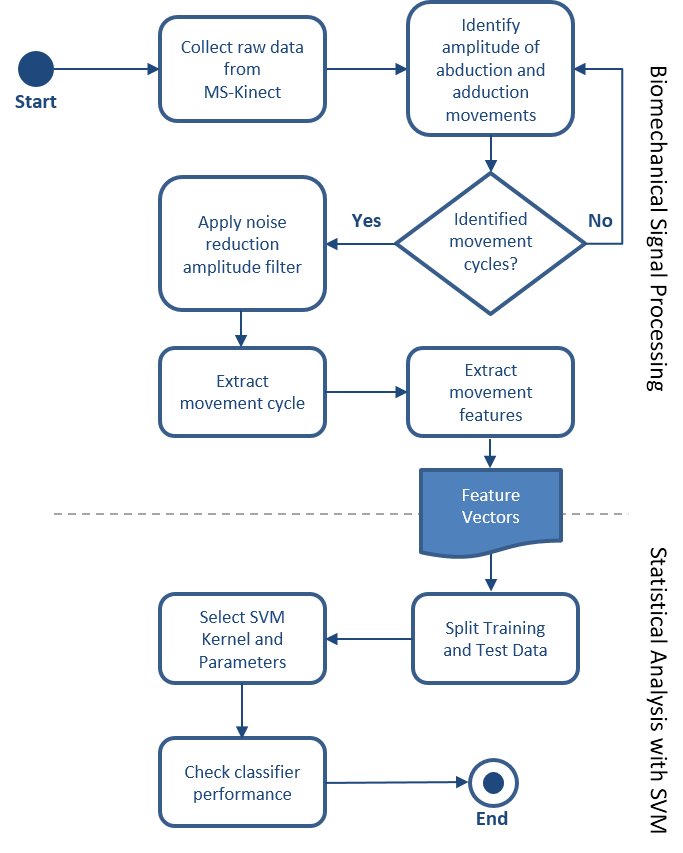 Start
Collect raw data
from
MS-Kinect
Identify
amplitude of
abduction and
adduction
movements
Identified
movement
cycles?
Yes
No
Apply noise
reduction
amplitude filter
Extract
movement cycle
Extract
movement
features
Biomechanical Signal Processing
Feature
Vectors
Split Training
and Test Data
Select SVM
Kernel and
Parameters
Check classifier
performance
End
Statistical Analysis with SVM